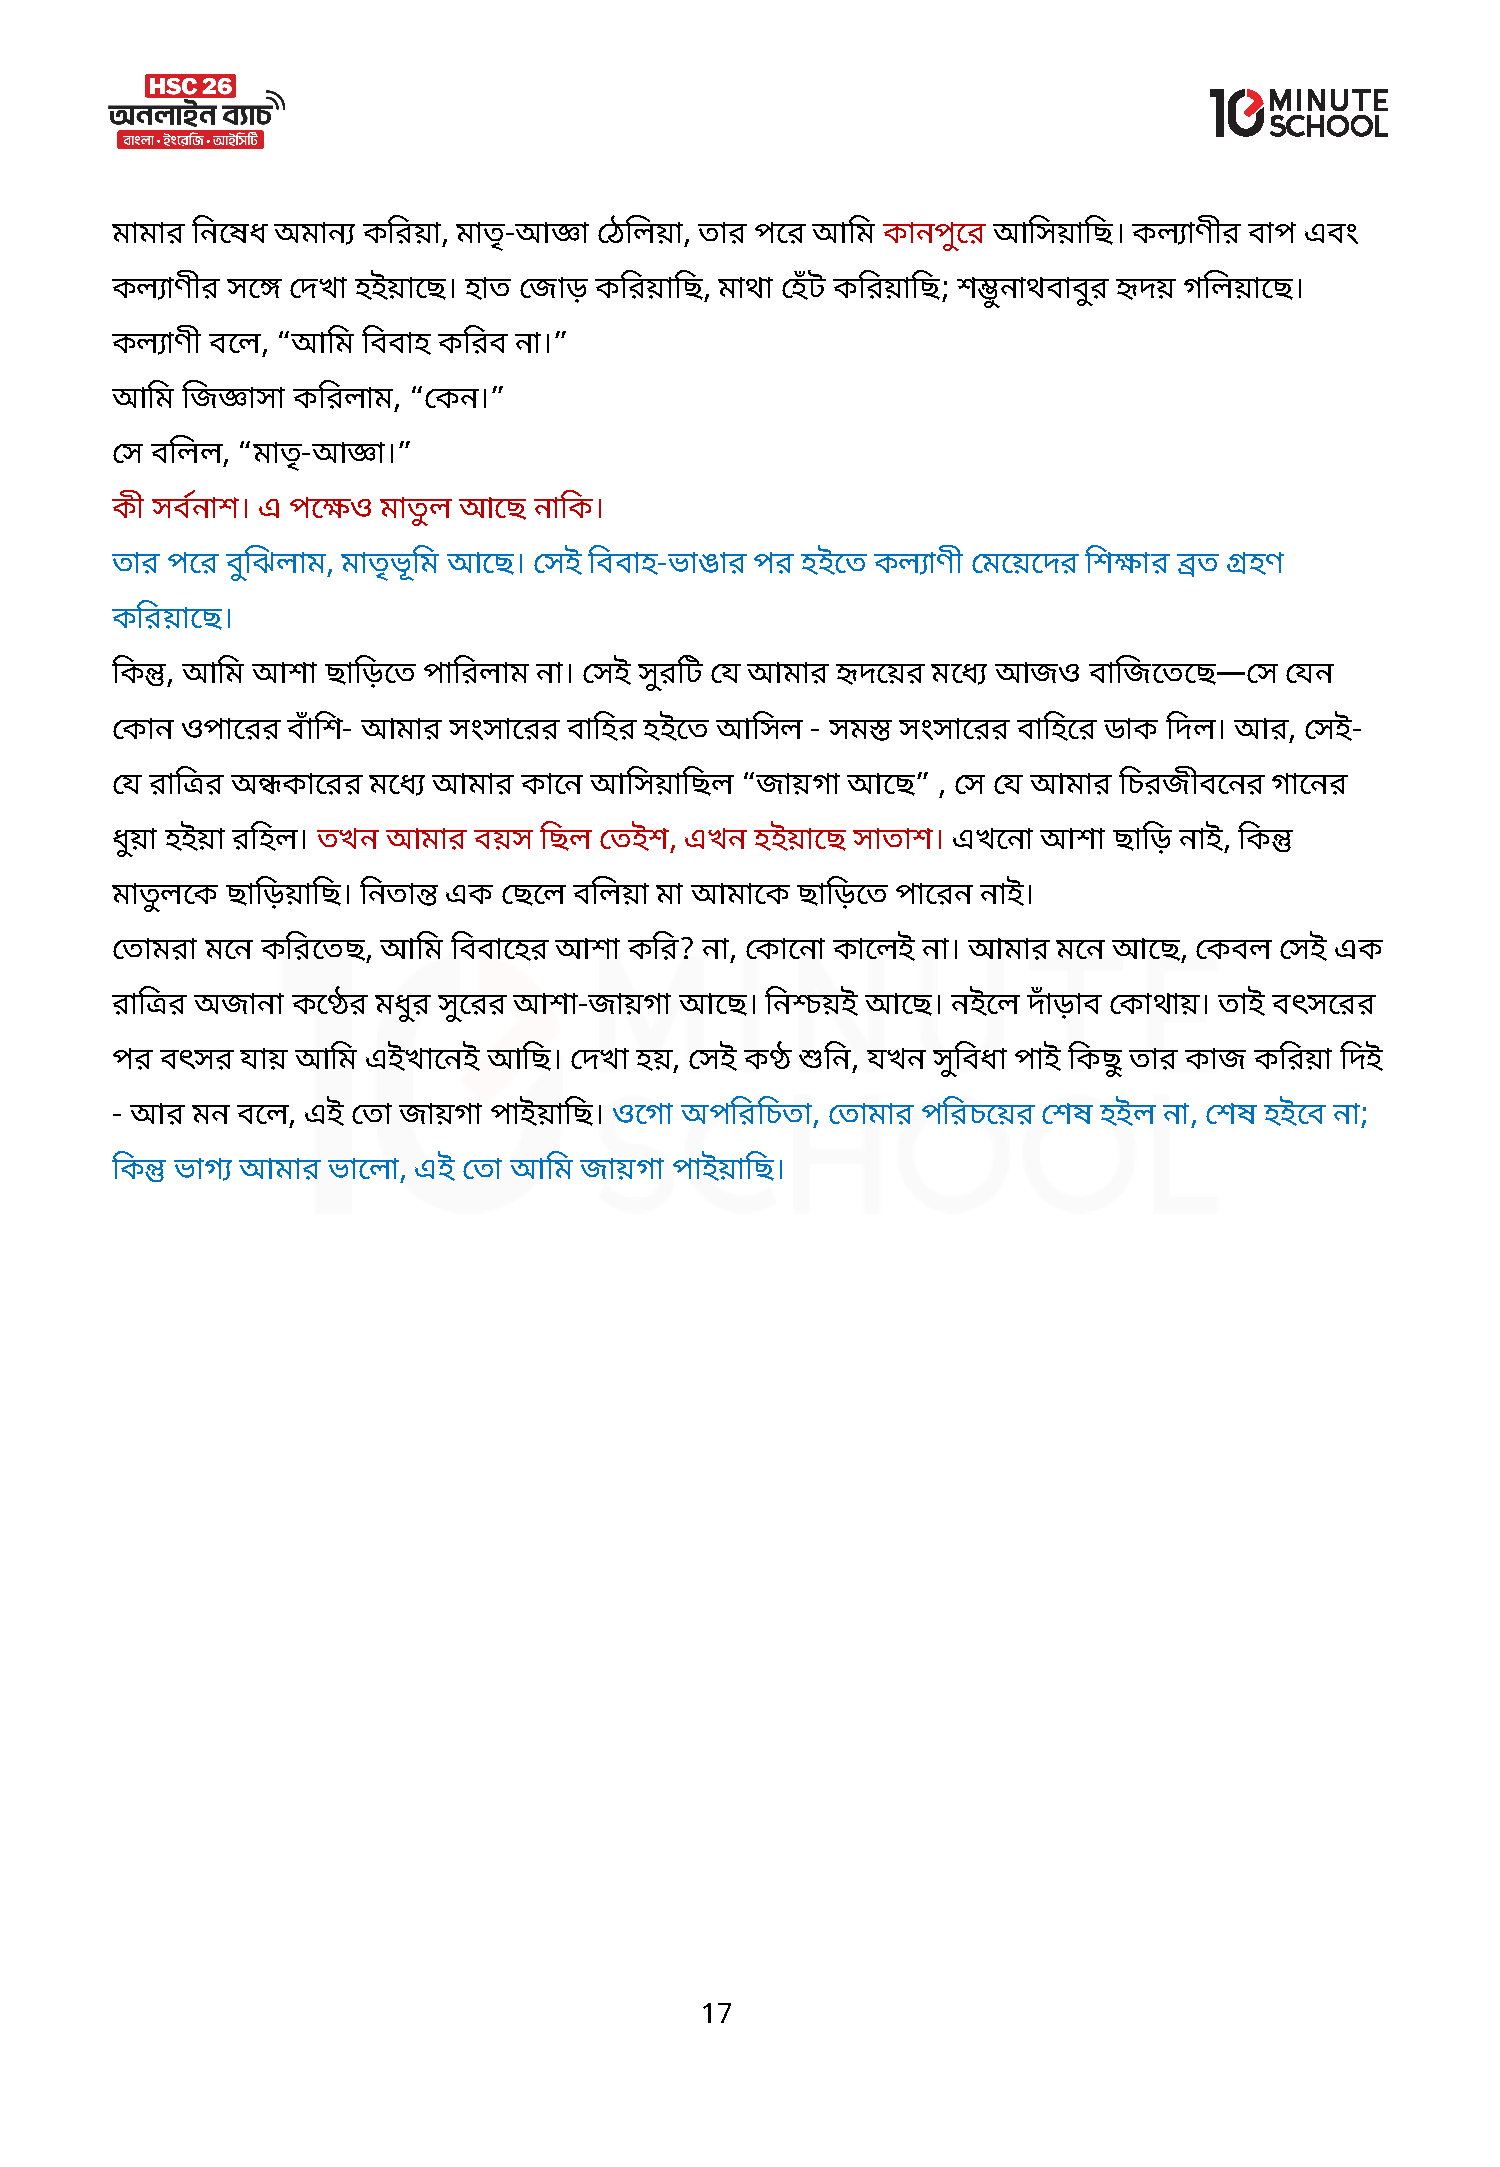 HSC 26
অনলাইন ব্যাচ
বাংলা • ইংরেজি • আইসিটি
10 MINUTE SCHOOL
মামার নিষেধ অমান্য করিয়া, মাতৃ-আজ্ঞা ঠেলিয়া, তার পরে আমি কানপুরে আসিয়াছি। কল্যাণীর বাপ এবং
কল্যাণীর সঙ্গে দেখা হইয়াছে। হাত জোড় করিয়াছি, মাথা হেঁট করিয়াছি; শম্ভুনাথবাবুর হৃদয় গলিয়াছে।
কল্যাণী বলে, “আমি বিবাহ করিব না।”
আমি জিজ্ঞাসা করিলাম, “কেন।”
সে বলিল, “মাতৃ-আজ্ঞা।”
কী সর্বনাশ। এ পক্ষেও মাতুল আছে নাকি।
তার পরে বুঝিলাম, মাতৃভূমি আছে। সেই বিবাহ-ভাঙার পর হইতে কল্যাণী মেয়েদের শিক্ষার ব্রত গ্রহণ
করিয়াছে।
কিন্তু, আমি আশা ছাড়িতে পারিলাম না। সেই সুরটি যে আমার হৃদয়ের মধ্যে আজও বাজিতেছে—সে যেন
কোন ওপারের বাঁশি- আমার সংসারের বাহির হইতে আসিল - সমস্ত সংসারের বাহিরে ডাক দিল। আর, সেই-
যে রাত্রির অন্ধকারের মধ্যে আমার কানে আসিয়াছিল “জায়গা আছে” , সে যে আমার চিরজীবনের গানের
ধুয়া হইয়া রহিল। তখন আমার বয়স ছিল তেইশ, এখন হইয়াছে সাতাশ। এখনো আশা ছাড়ি নাই, কিন্তু
মাতুলকে ছাড়িয়াছি। নিতান্ত এক ছেলে বলিয়া মা আমাকে ছাড়িতে পারেন নাই।
তোমরা মনে করিতেছ, আমি বিবাহের আশা করি? না, কোনো কালেই না। আমার মনে আছে, কেবল সেই এক
রাত্রির অজানা কণ্ঠের মধুর সুরের আশা-জায়গা আছে। নিশ্চয়ই আছে। নইলে দাঁড়াব কোথায়। তাই বৎসরের
পর বৎসর যায় আমি এইখানেই আছি। দেখা হয়, সেই কণ্ঠ শুনি, যখন সুবিধা পাই কিছু তার কাজ করিয়া দিই
- আর মন বলে, এই তো জায়গা পাইয়াছি। ওগো অপরিচিতা, তোমার পরিচয়ের শেষ হইল না, শেষ হইবে না;
কিন্তু ভাগ্য আমার ভালো, এই তো আমি জায়গা পাইয়াছি।
17